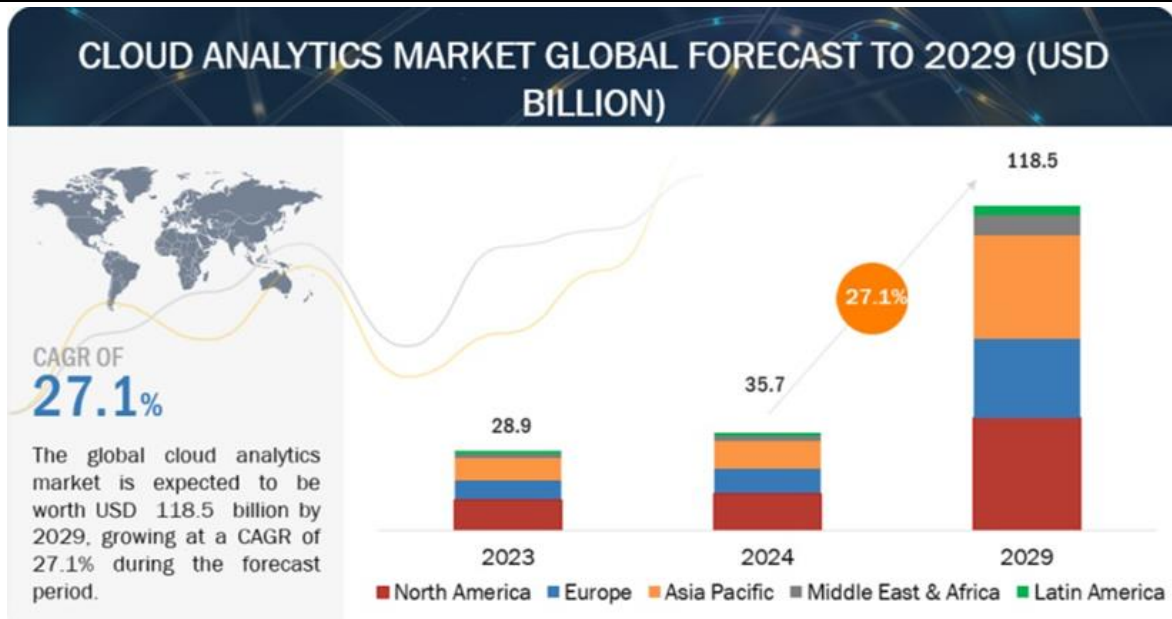 CLOUD ANALYTICS MARKET GLOBAL FORECAST TO 2029 (USD
BILLION)
CAGR OF
27.1%
The global cloud analytics
market is expected to be
worth USD 118.5 billion by
2029, growing at a CAGR of
27.1% during the forecast
period.
118.5
27.1%
35.7
28.9
2023 2024 2029
North America Europe Asia Pacific Middle East & Africa Latin America